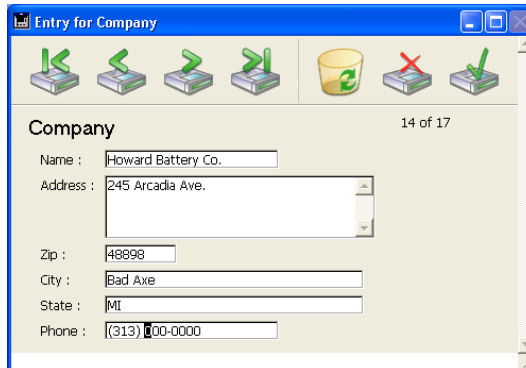 Entry for Company
14 of 17
Company
Name : Howard Battery Co.
Address : 245 Arcadia Ave.
Zip : 48898
City : Bad Axe
State : MI
Phone : (313) 000-0000